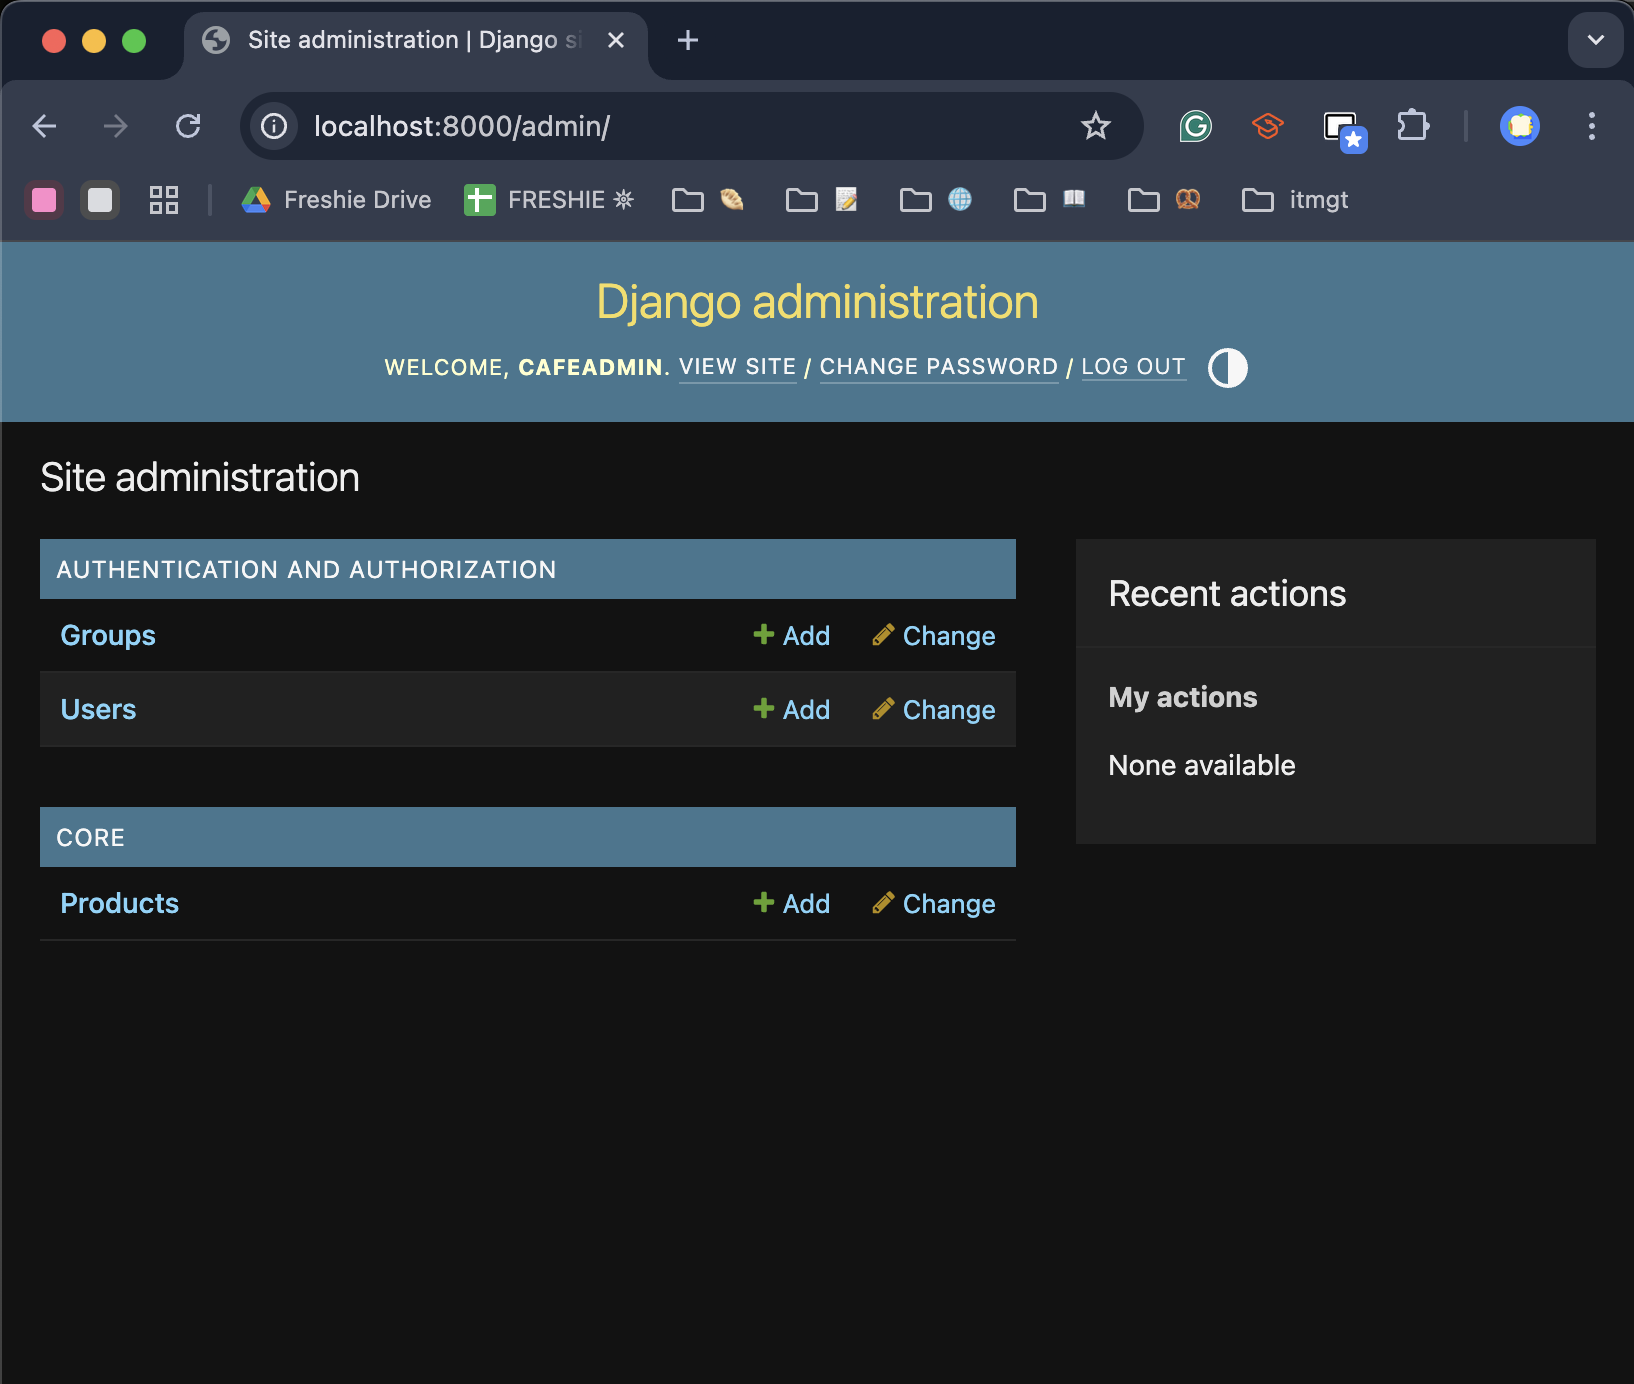 Site administration | Django si
localhost:8000/admin/
Freshie Drive
FRESHIE
itmgt
Django administration
WELCOME, CAFEADMIN. VIEW SITE / CHANGE PASSWORD / LOG OUT
Site administration
AUTHENTICATION AND AUTHORIZATION
Groups Add Change
Users Add Change
CORE
Products Add Change
Recent actions
My actions
None available